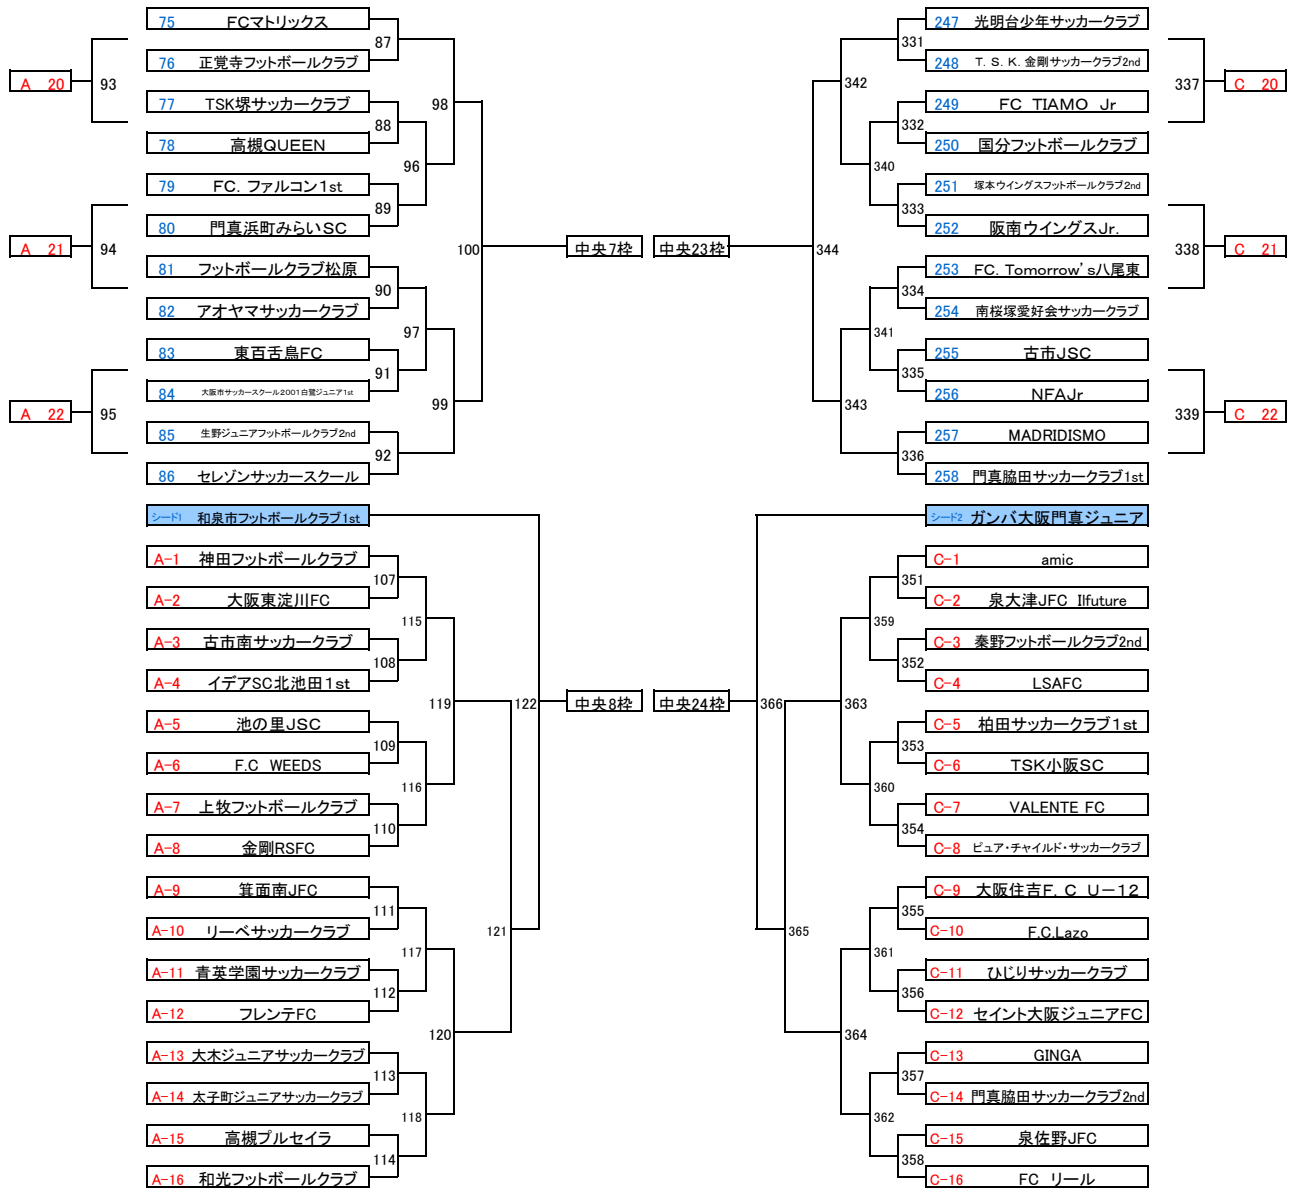 75 FCマトリックス
87
76 正覚寺フットボールクラブ
A 20
93
77 TSK堺サッカークラブ
98
88
78 高槻QUEEN
96
79 FC．ファルコン1st
89
80 門真浜町みらいSC
A 21
94
100
中央7枠
81 フットボールクラブ松原
90
82 アオヤマサッカークラブ
97
83 東百舌鳥FC
91
84 大阪市サッカースクール2001白鷺ジュニア1st
99
A 22
95
85 生野ジュニアフットボールクラブ2nd
92
86 セレゾンサッカースクール
247 光明台少年サッカークラブ
331
248 T．S．K．金剛サッカークラブ2nd
342
337
C 20
249 FC TIAMO Jr
332
250 国分フットボールクラブ
340
251 塚本ウイングスフットボールクラブ2nd
333
252 阪南ウイングスJr.
中央23枠
344
338
C 21
253 FC．Tomorrow's八尾東
334
254 南桜塚愛好会サッカークラブ
341
255 古市JSC
335
256 NFAJr
343
339
C 22
257 MADRIDISMO
336
258 門真脇田サッカークラブ1st
シード1 和泉市フットボールクラブ1st
A-1 神田フットボールクラブ
107
A-2 大阪東淀川FC
115
A-3 古市南サッカークラブ
108
A-4 イデアSC北池田1st
119
122
中央8枠
A-5 池の里JSC
109
A-6 F.C WEEDS
116
A-7 上牧フットボールクラブ
110
A-8 金剛RSFC
A-9 箕面南JFC
111
A-10 リーベサッカークラブ
121
117
A-11 青英学園サッカークラブ
112
A-12 フレンテFC
120
A-13 大木ジュニアサッカークラブ
113
A-14 太子町ジュニアサッカークラブ
118
A-15 高槻プルセイラ
114
A-16 和光フットボールクラブ
シード2 ガンバ大阪門真ジュニア
C-1 amic
351
C-2 泉大津JFC Ilfuture
359
C-3 秦野フットボールクラブ2nd
352
C-4 LSAFC
中央24枠
366
363
C-5 柏田サッカークラブ1st
353
C-6 TSK小阪SC
360
C-7 VALENTE FC
354
C-8 ピュア・チャイルド・サッカークラブ
C-9 大阪住吉F．C U－12
355
C-10 F.C.Lazo
365
361
C-11 ひじりサッカークラブ
356
C-12 セイント大阪ジュニアFC
364
C-13 GINGA
357
C-14 門真脇田サッカークラブ2nd
362
C-15 泉佐野JFC
358
C-16 FC リール